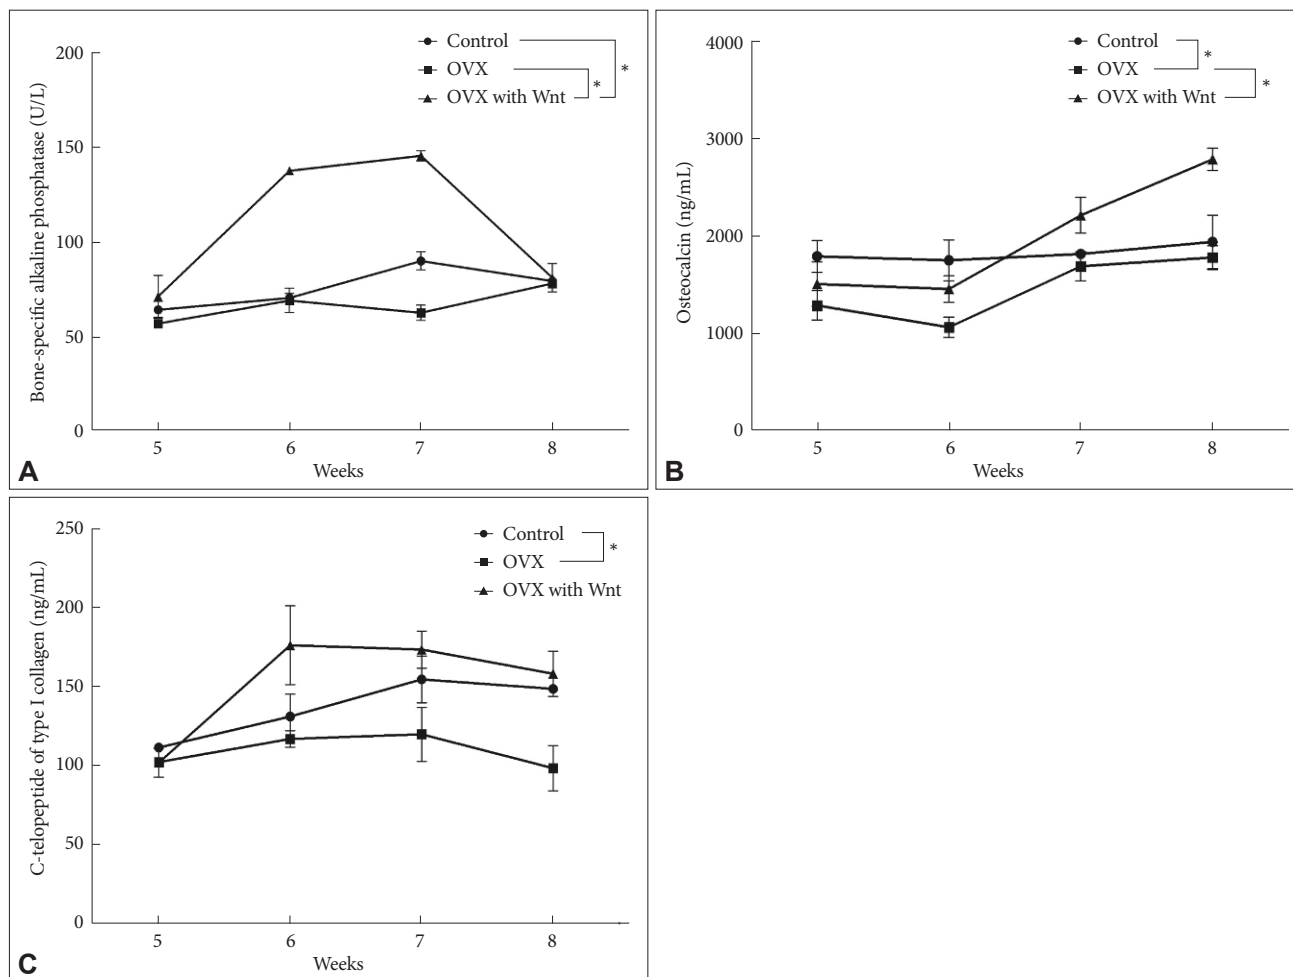 Bone-specific alkaline phosphatase (U/L)
200
150
100
50
0
5 6 7 8
Weeks
Control
OVX
OVX with Wnt
*
*
A
Osteocalcin (ng/mL)
4000
3000
2000
1000
0
5 6 7 8
Weeks
Control
OVX
OVX with Wnt
*
*
B
C-telopeptide of type I collagen (ng/mL)
250
200
150
100
50
0
5 6 7 8
Weeks
Control
OVX
OVX with Wnt
*
C